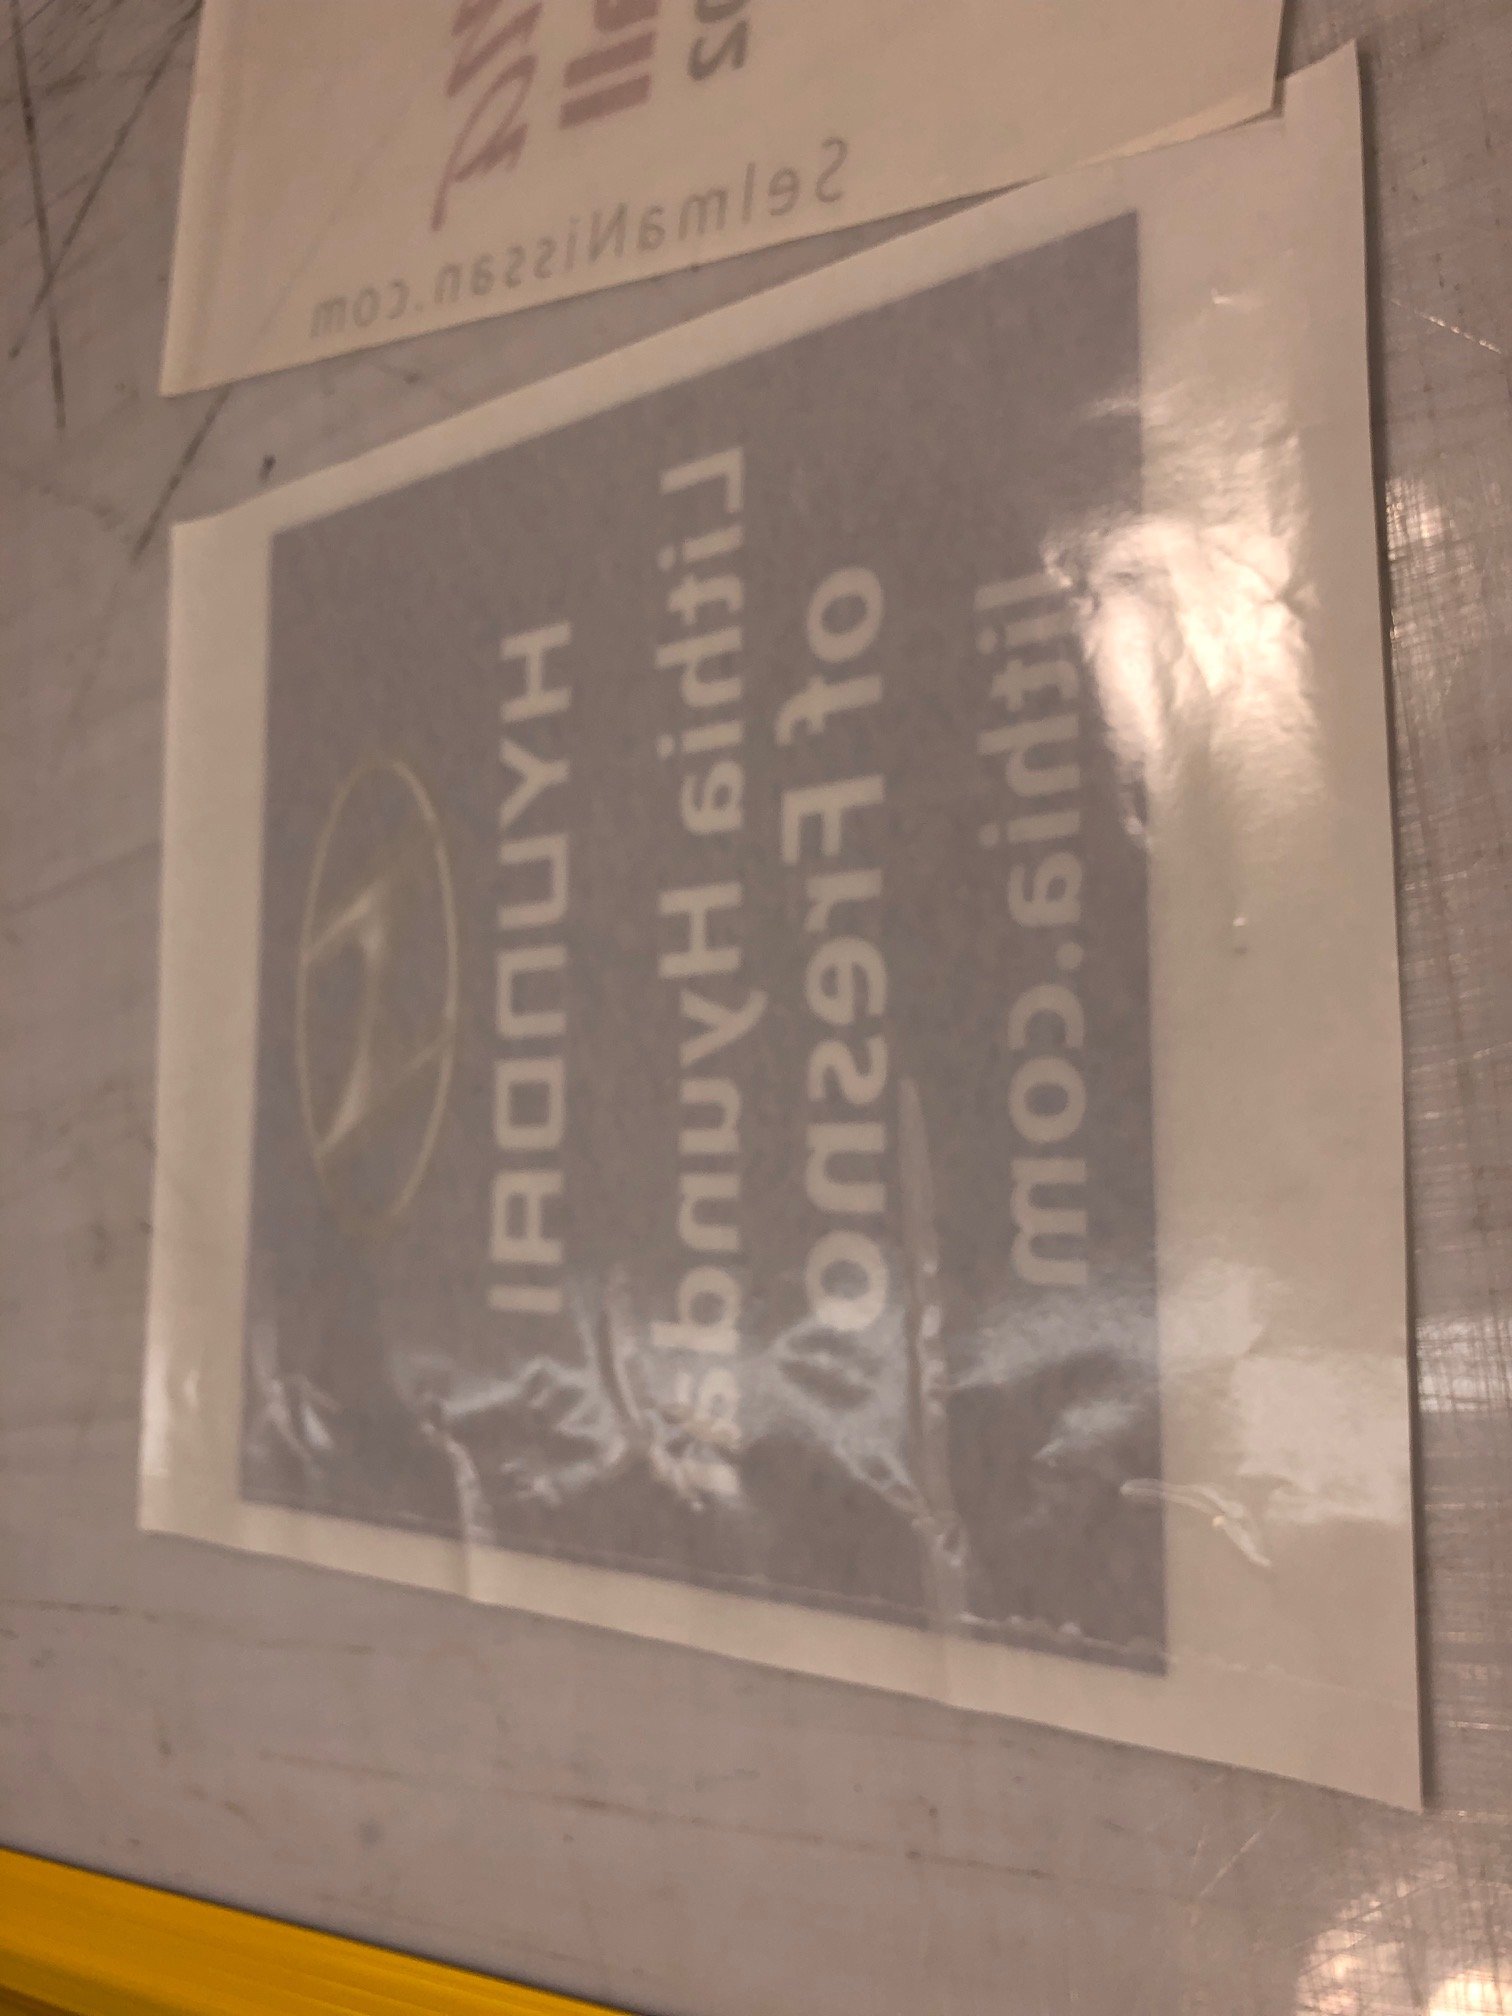 SelmaNissan.com
HYUNDAI
Lithia Hyundai
Of Fresno
lithia.com